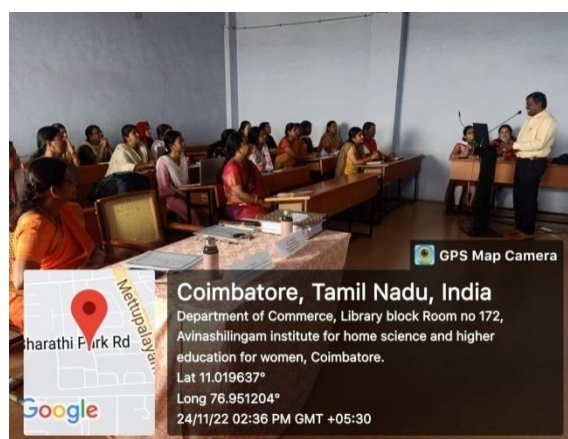 GPS Map Camera
Coimbatore, Tamil Nadu, India
Department of Commerce, Library block Room no 172,
Avinashilingam institute for home science and higher
education for women, Coimbatore.
Lat 11.019637°
Long 76.951204°
24/11/22 02:36 PM GMT +05:30
Mettupalayam
harathi Park Rd
Google